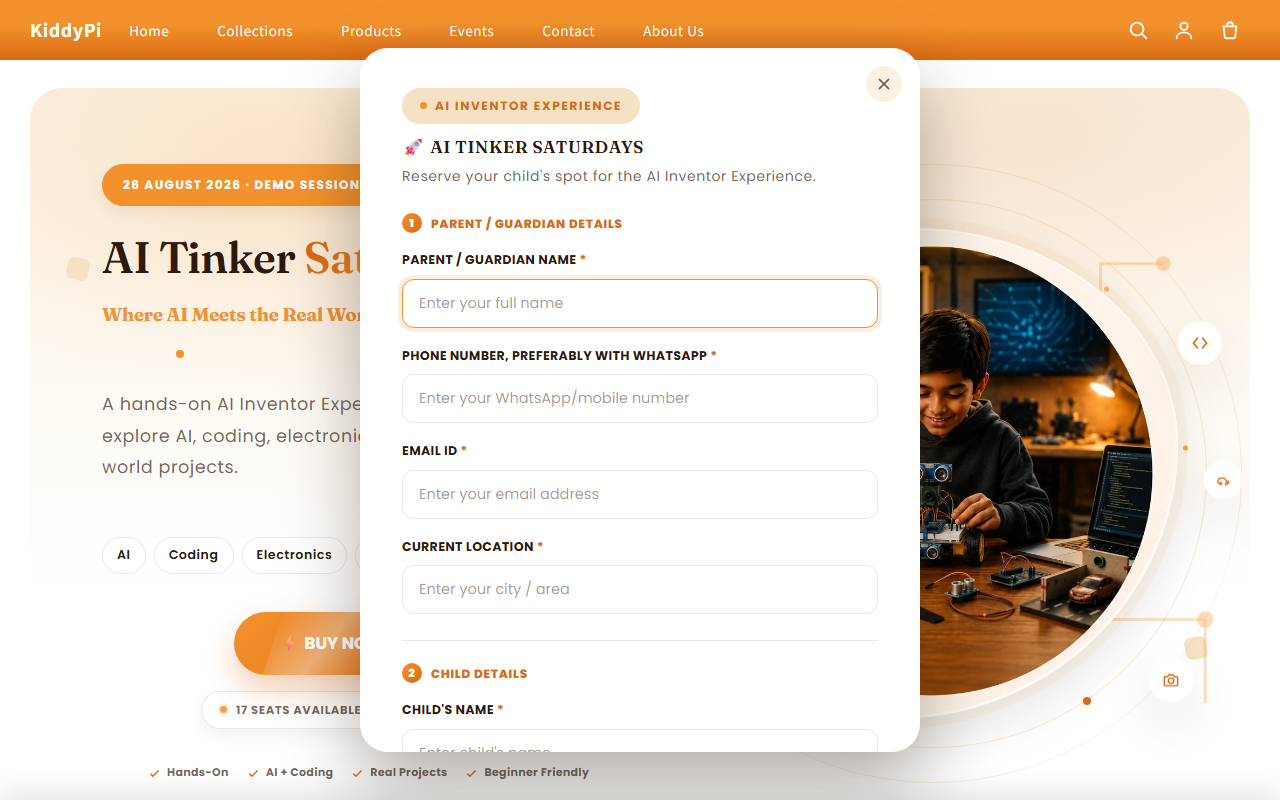 KiddyPi
Home
Collections
Products
Events
Contact
About Us
26 AUGUST 2026 · DEMO SESSION
AI Tinker
Where AI Meets the Real
A hands-on AI Inventor
explore AI, coding,
world projects.
AI
Coding
Electronics
BUY
17 SEATS AVAILABLE
Hands-On
AI + Coding
Real Projects
Beginner Friendly
AI INVENTOR EXPERIENCE
🚀 AI TINKER SATURDAYS
Reserve your child's spot for the AI Inventor Experience.
1 PARENT / GUARDIAN DETAILS
PARENT / GUARDIAN NAME *
Enter your full name
PHONE NUMBER, PREFERABLY WITH WHATSAPP *
Enter your WhatsApp/mobile number
EMAIL ID *
Enter your email address
CURRENT LOCATION *
Enter your city / area
2 CHILD DETAILS
CHILD'S NAME *
Enter child's name